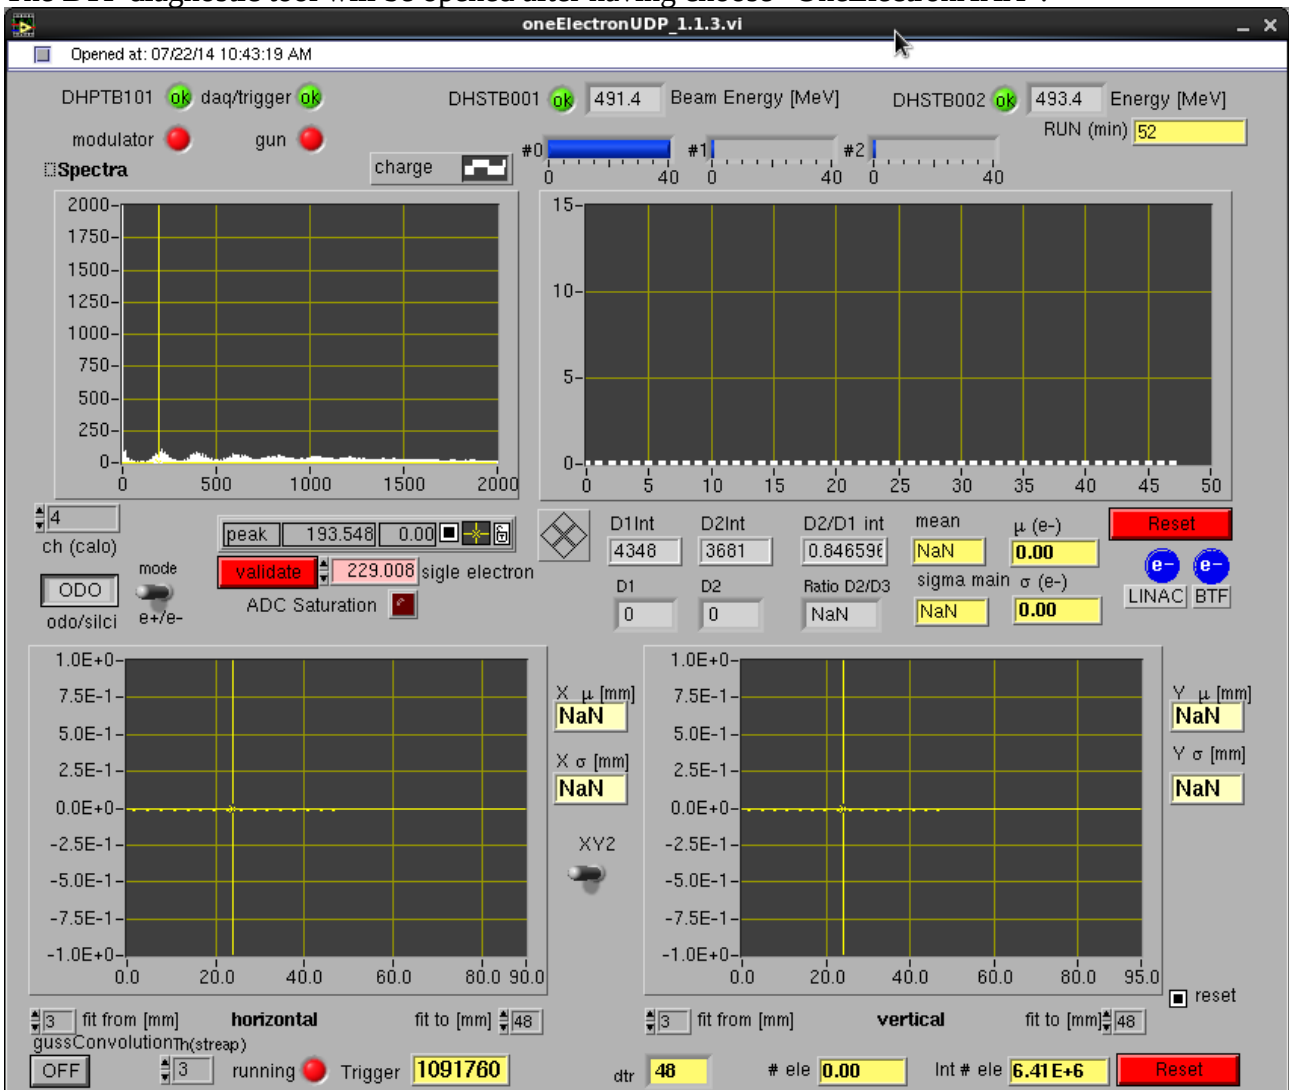 oneElectronUDP_1.1.3.vi
Opened at: 07/22/14 10:43:19 AM
DHPTB101 ok daq/trigger ok DHSTB001 ok 491.4 Beam Energy [MeV] DHSTB002 ok 493.4 Energy [MeV]
modulator gun RUN (min) 52
#0 #1 #2
0 40 0 40 0 40
Spectra charge
2000
1750
1500
1250
1000
750
500
250
0
0 500 1000 1500 2000
15
10
5
0
0 5 10 15 20 25 30 35 40 45 50
4
ch (calo)
peak 193.548 0.00
validate 229.008 sigle electron
ADC Saturation
ODO
odo/silci
mode
e+/e-
D1Int D2Int D2/D1 int mean μ (e-) Reset
4348 3681 NaN 0.00
D1 D2 Ratio D2/D3 sigma main σ (e-)
0 0 NaN NaN 0.00
e- e-
LINAC BTF
1.0E+0
7.5E-1
5.0E-1
2.5E-1
0.0E+0
-2.5E-1
-5.0E-1
-7.5E-1
-1.0E+0
0.0 20.0 40.0 60.0 80.0 90.0
X μ [mm]
NaN
X σ [mm]
NaN
XY2
1.0E+0
7.5E-1
5.0E-1
2.5E-1
0.0E+0
-2.5E-1
-5.0E-1
-7.5E-1
-1.0E+0
0.0 20.0 40.0 60.0 80.0 95.0
Y μ [mm]
NaN
Y σ [mm]
NaN
reset
3 fit from [mm] horizontal fit to [mm] 48
3 fit from [mm] vertical fit to [mm] 48
gussConvolution Th(streap)
OFF 3 running Trigger 1091760 dtr 48 # ele 0.00 Int # ele 6.41E+6 Reset